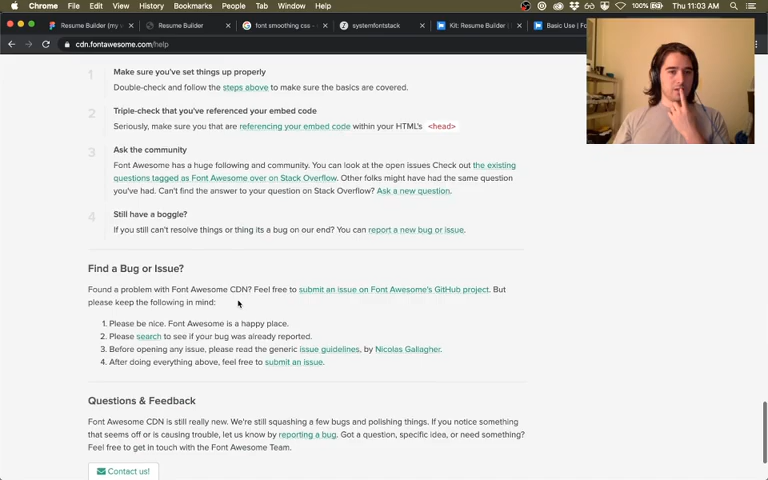 Chrome File Edit View History Bookmarks People Tab Window Help 100% Thu 11:03 AM
Resume Builder (my v Resume Builder font smoothing css - systemfontstack Kit: Resume Builder | Basic Use | Fo
cdn.fontawesome.com/help
1 Make sure you've set things up properly
Double-check and follow the steps above to make sure the basics are covered.
2 Triple-check that you've referenced your embed code
Seriously, make sure you that are referencing your embed code within your HTML's <head>
3 Ask the community
Font Awesome has a huge following and community. You can look at the open issues Check out the existing
questions tagged as Font Awesome over on Stack Overflow. Other folks might have had the same question
you've had. Can't find the answer to your question on Stack Overflow? Ask a new question.
4 Still have a boggle?
If you still can't resolve things or thing its a bug on our end? You can report a new bug or issue.
Find a Bug or Issue?
Found a problem with Font Awesome CDN? Feel free to submit an issue on Font Awesome's GitHub project. But
please keep the following in mind:
1. Please be nice. Font Awesome is a happy place.
2. Please search to see if your bug was already reported.
3. Before opening any issue, please read the generic issue guidelines, by Nicolas Gallagher.
4. After doing everything above, feel free to submit an issue.
Questions & Feedback
Font Awesome CDN is still really new. We're still squashing a few bugs and polishing things. If you notice something
that seems off or is causing trouble, let us know by reporting a bug. Got a question, specific idea, or need something?
Feel free to get in touch with the Font Awesome Team.
Contact us!